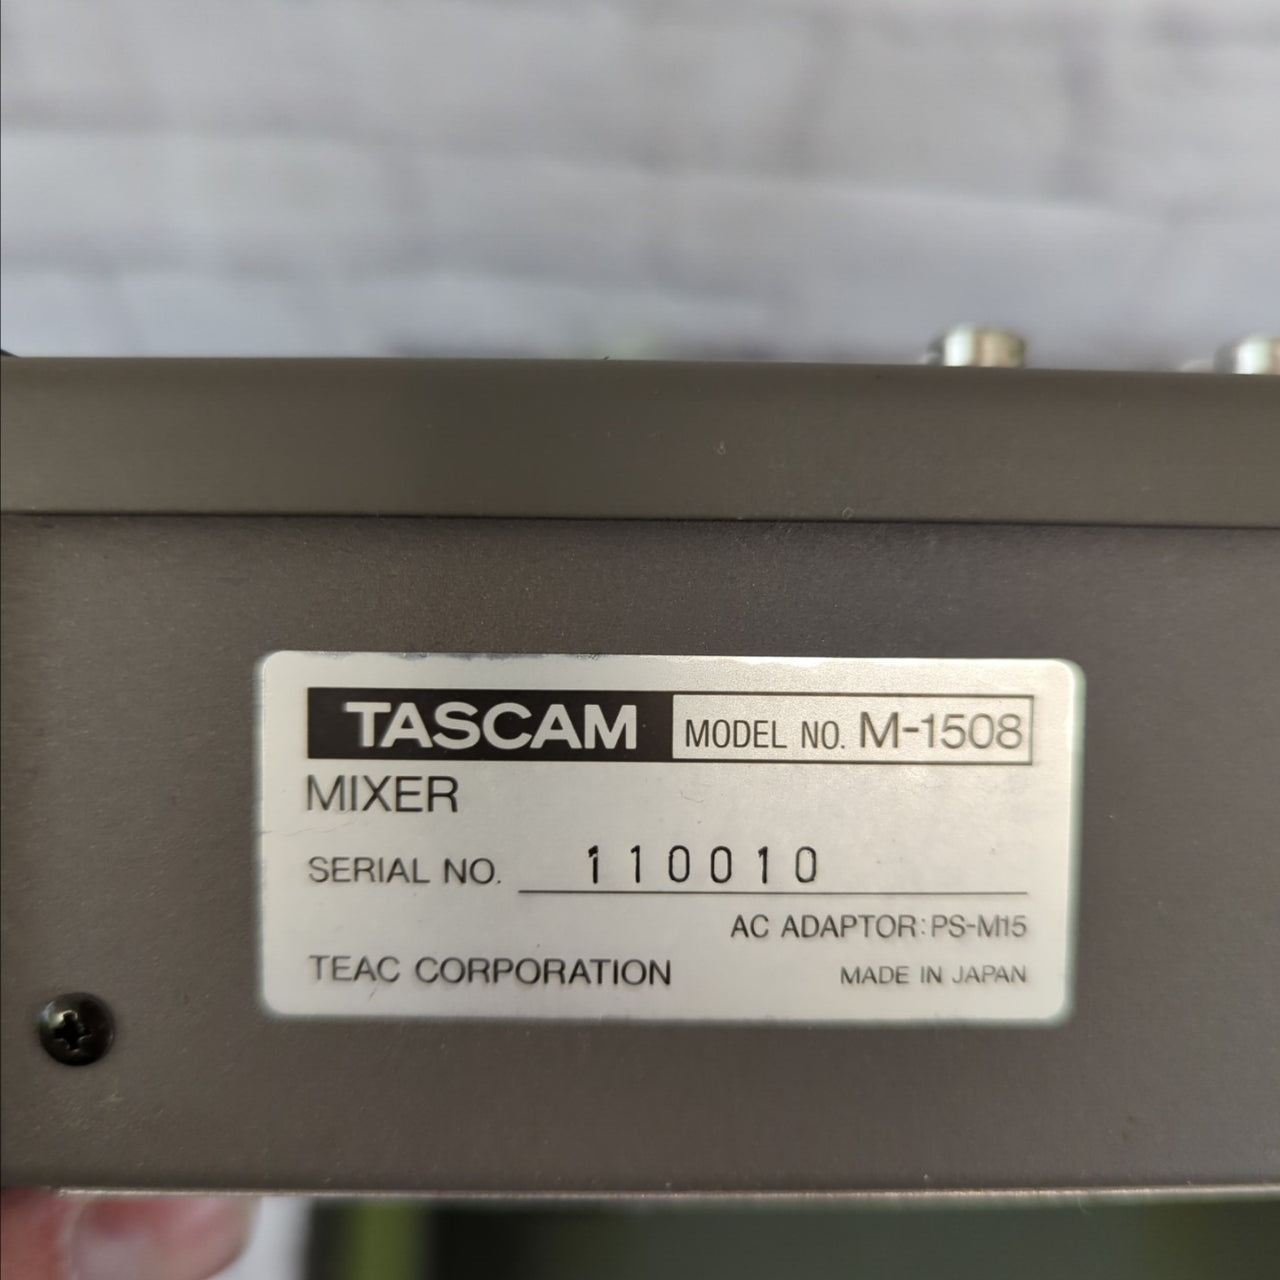 TASCAM MODEL NO. M-1508
MIXER
SERIAL NO. 110010
AC ADAPTOR:PS-M15
TEAC CORPORATION MADE IN JAPAN